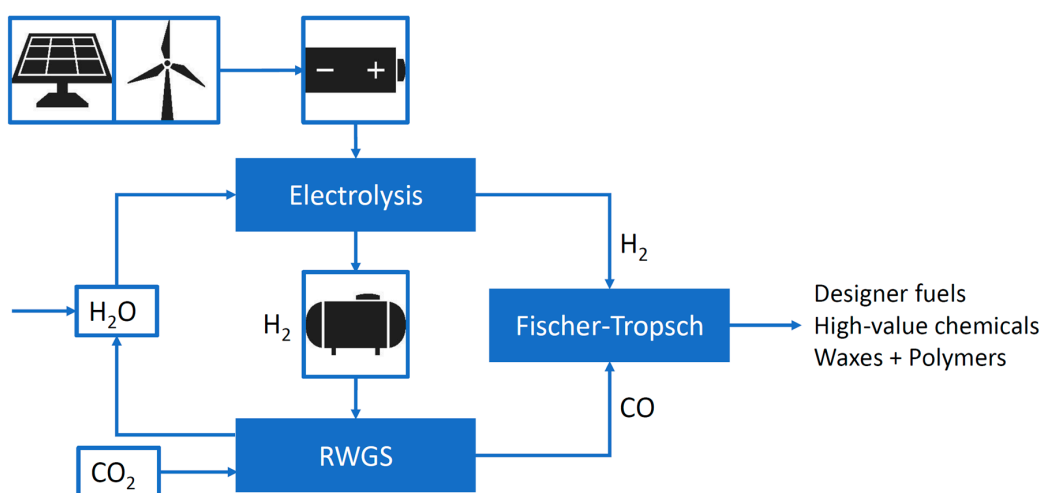 Electrolysis
H₂
H₂O
H₂
Fischer-Tropsch
Designer fuels
High-value chemicals
Waxes + Polymers
CO
RWGS
CO₂